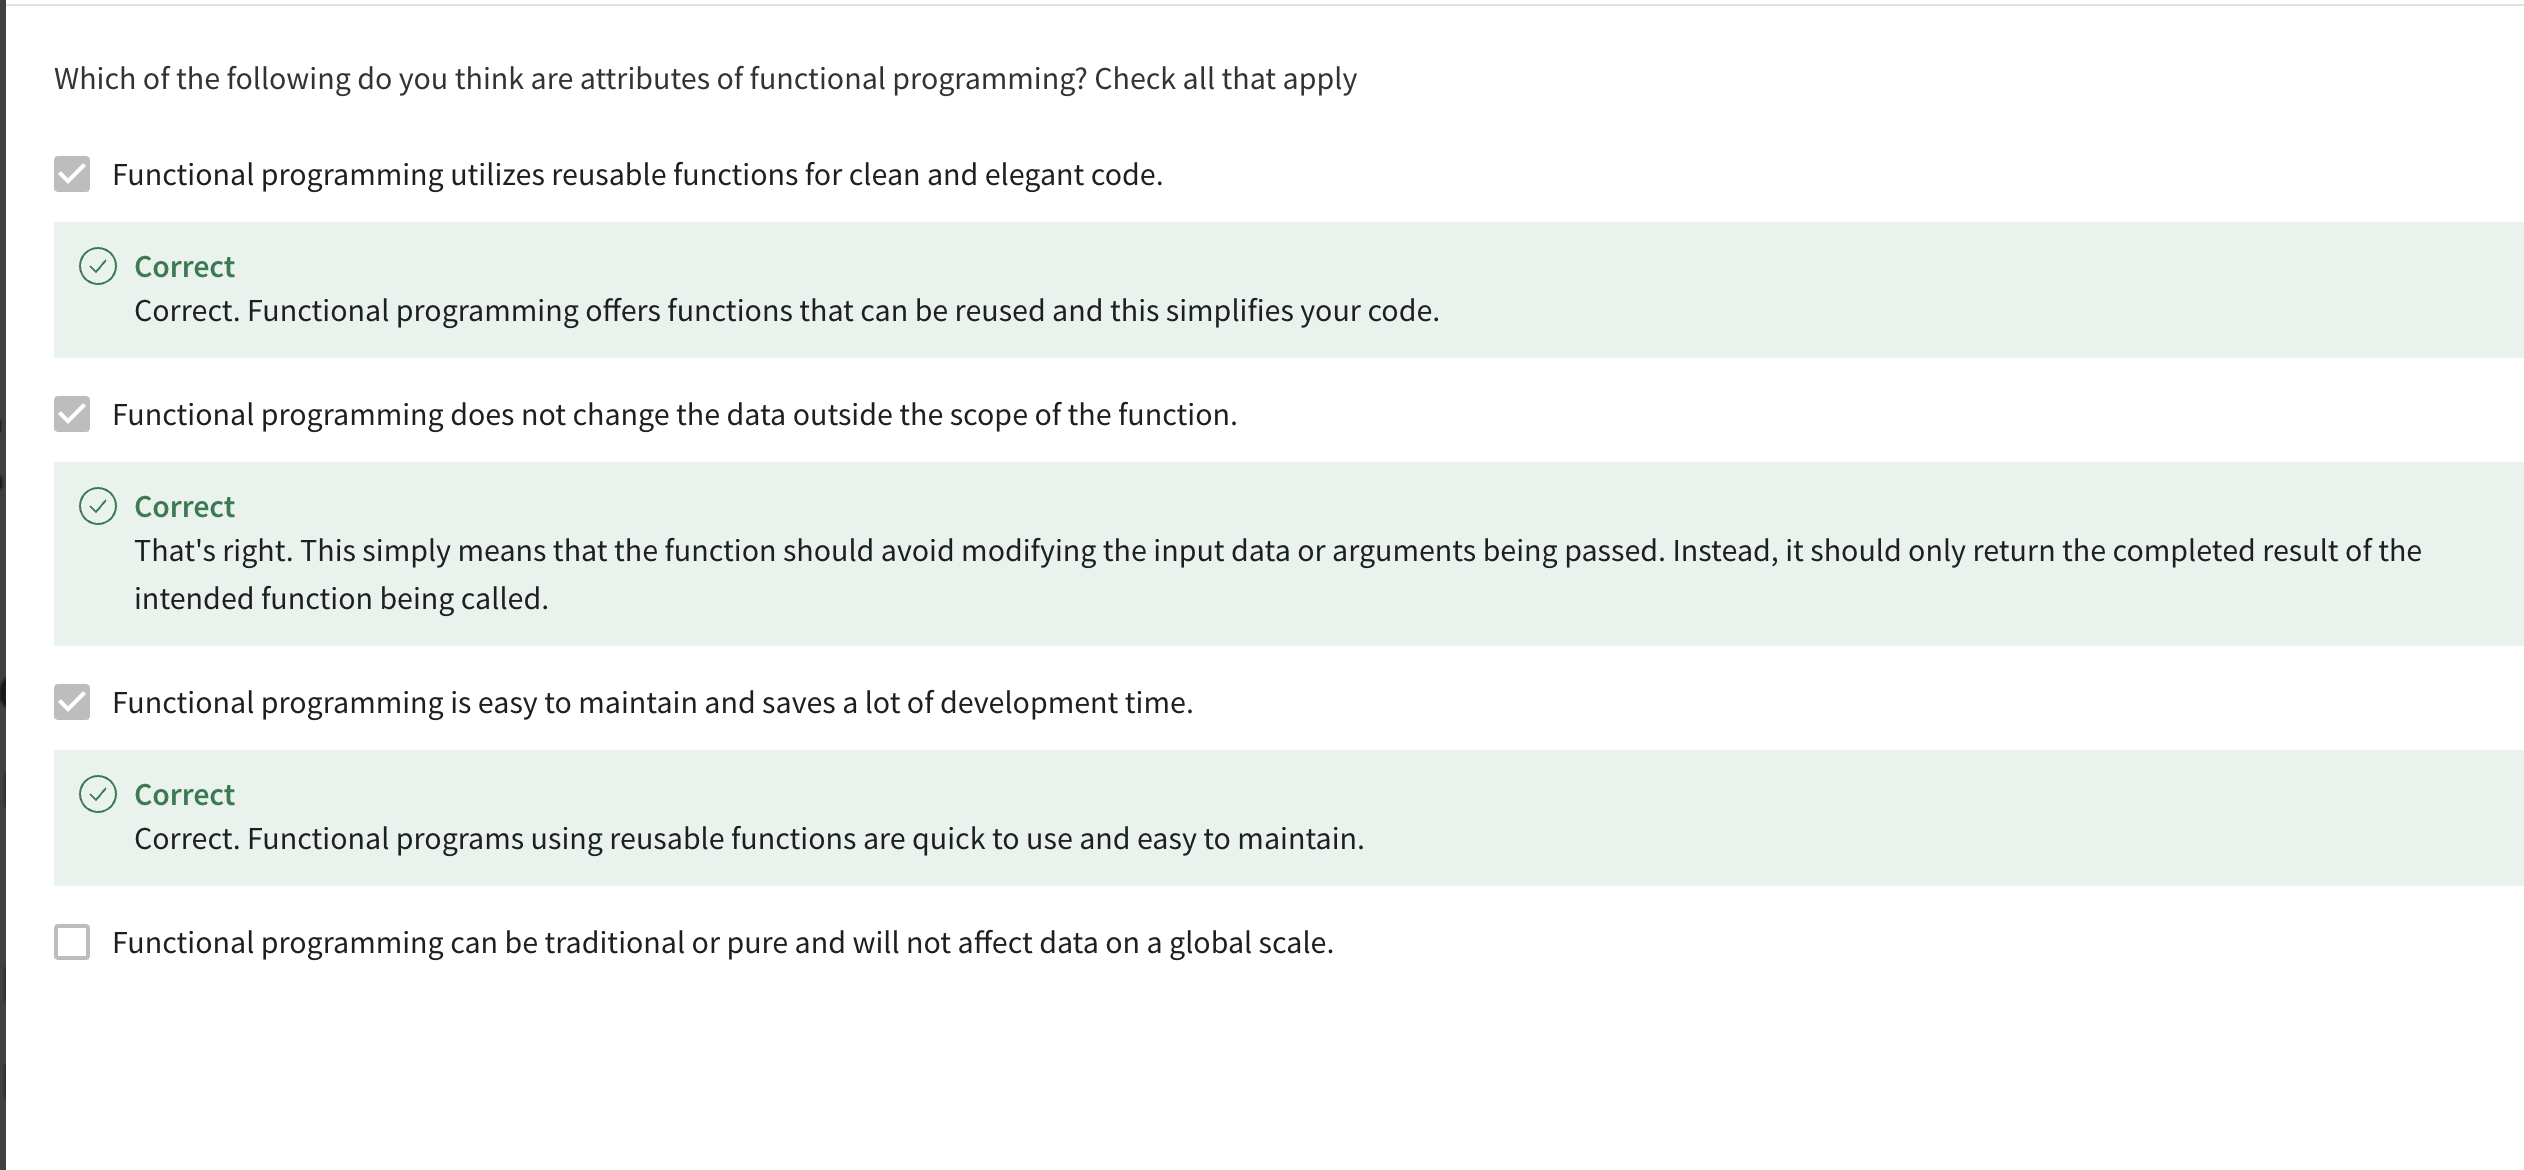 Which of the following do you think are attributes of functional programming? Check all that apply
Functional programming utilizes reusable functions for clean and elegant code.
Correct
Correct. Functional programming offers functions that can be reused and this simplifies your code.
Functional programming does not change the data outside the scope of the function.
Correct
That's right. This simply means that the function should avoid modifying the input data or arguments being passed. Instead, it should only return the completed result of the
intended function being called.
Functional programming is easy to maintain and saves a lot of development time.
Correct
Correct. Functional programs using reusable functions are quick to use and easy to maintain.
Functional programming can be traditional or pure and will not affect data on a global scale.